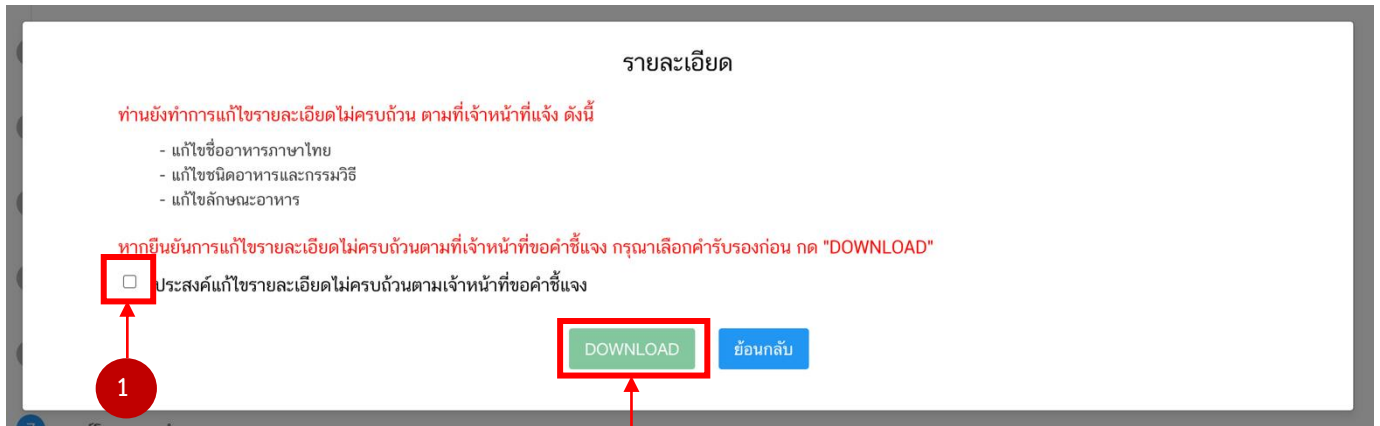 รายละเอียด
ท่านยังทำการแก้ไขรายละเอียดไม่ครบถ้วน ตามที่เจ้าหน้าที่แจ้ง ดังนี้
- แก้ไขชื่ออาหารภาษาไทย
- แก้ไขชนิดอาหารและกรรมวิธี
- แก้ไขลักษณะอาหาร
หากยืนยันการแก้ไขรายละเอียดไม่ครบถ้วนตามที่เจ้าหน้าที่ขอคำชี้แจง กรุณาเลือกคำรับรองก่อน กด "DOWNLOAD"
ประสงค์แก้ไขรายละเอียดไม่ครบถ้วนตามเจ้าหน้าที่ขอคำชี้แจง
DOWNLOAD ย้อนกลับ
1